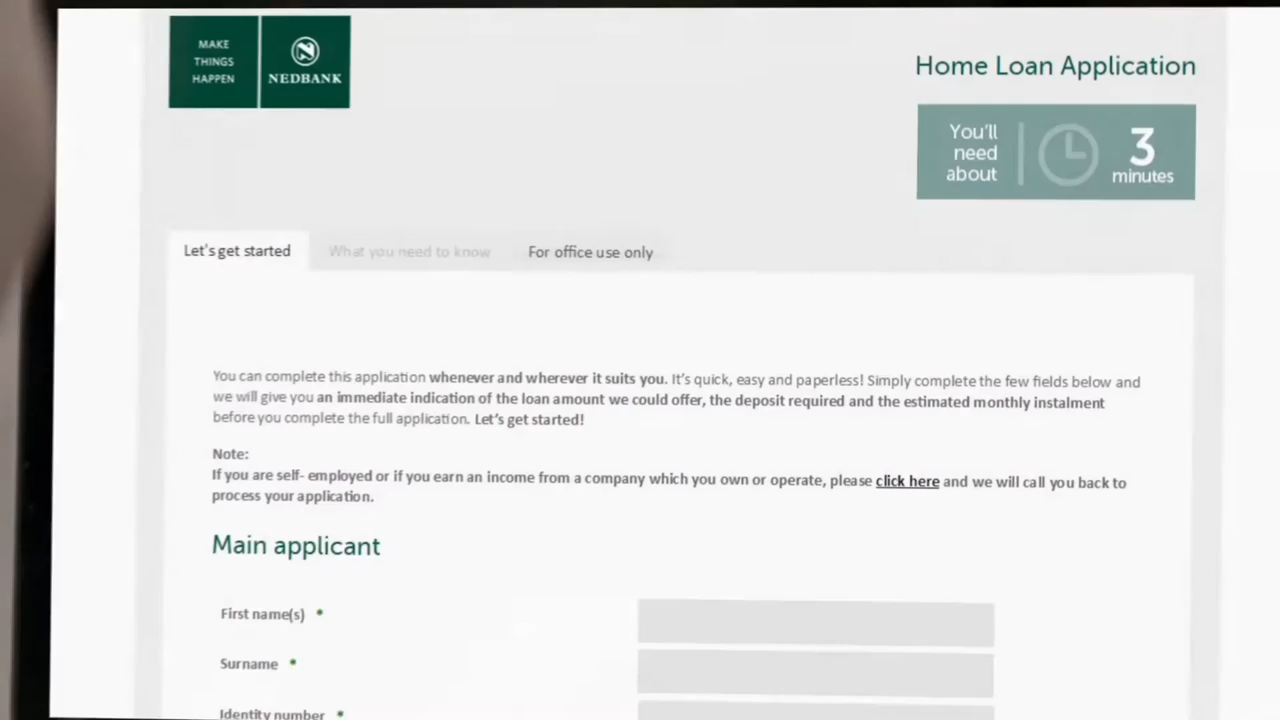 MAKE
THINGS
HAPPEN
NEDBANK
Home Loan Application
You'll
need
about
3
minutes
Let's get started
What you need to know
For office use only
You can complete this application whenever and wherever it suits you. It's quick, easy and paperless! Simply complete the few fields below and
we will give you an immediate indication of the loan amount we could offer, the deposit required and the estimated monthly instalment
before you complete the full application. Let's get started!
Note:
If you are self- employed or if you earn an income from a company which you own or operate, please click here and we will call you back to
process your application.
Main applicant
First name(s) *
Surname *
Identity number *